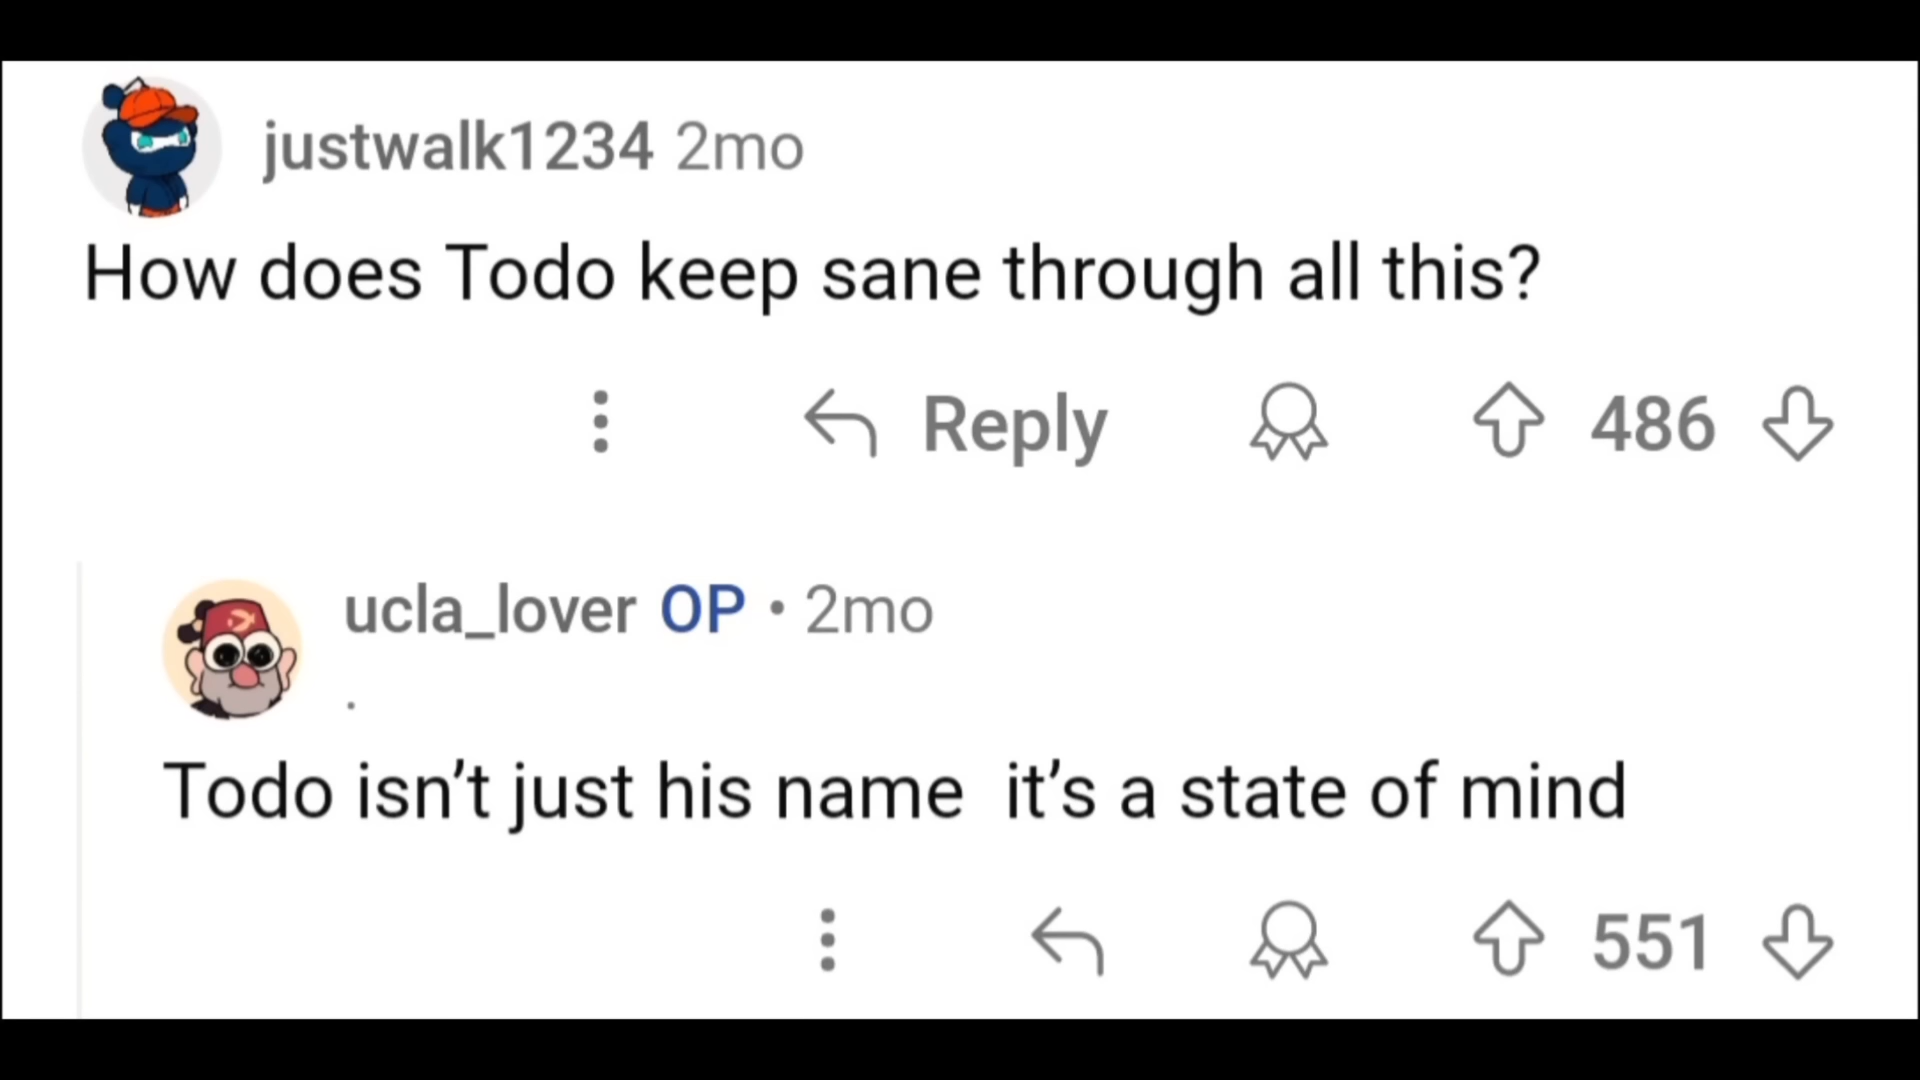 justwalk1234 2mo
How does Todo keep sane through all this?
Reply 486
ucla_lover OP • 2mo
.
Todo isn’t just his name  it’s a state of mind
551